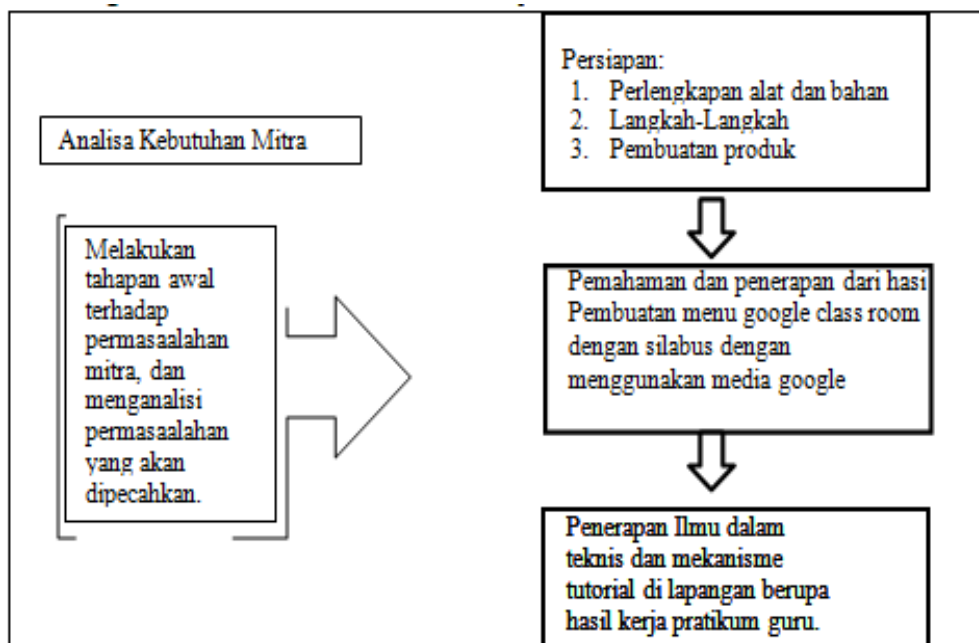 Analisa Kebutuhan Mitra
Melakukan
tahapan awal
terhadap
permasaalahan
mitra, dan
menganalisi
permasaalahan
yang akan
dipecahkan.
Persiapan:
1. Perlengkapan alat dan bahan
2. Langkah-Langkah
3. Pembuatan produk
Pemahaman dan penerapan dari hasi
Pembuatan menu google class room
dengan silabus dengan
menggunakan media google
Penerapan Ilmu dalam
teknis dan mekanisme
tutorial di lapangan berupa
hasil kerja pratikum guru.